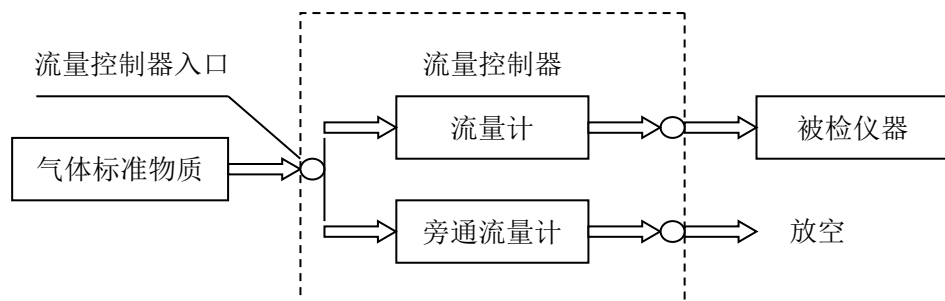 流量控制器入口
流量控制器
流量计
被检仪器
气体标准物质
旁通流量计
放空